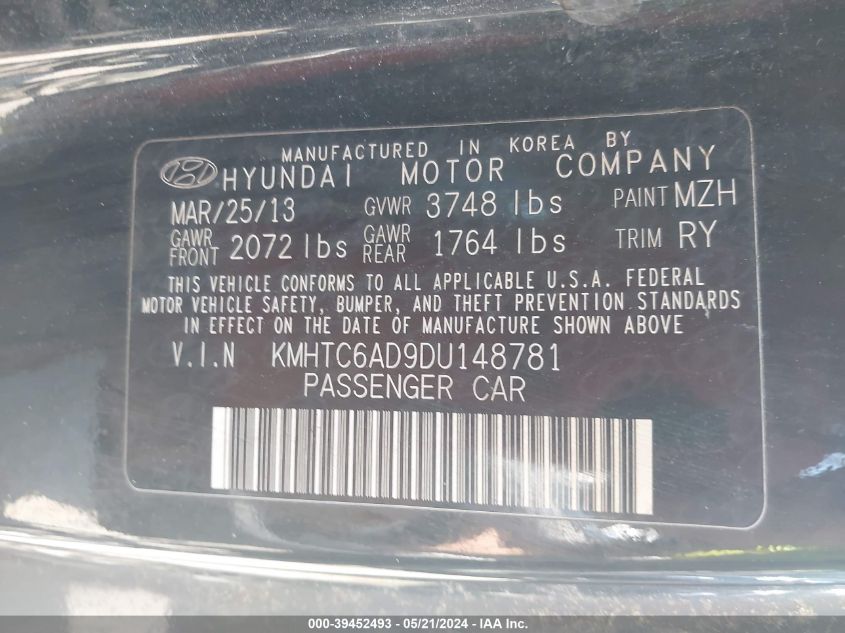 MANUFACTURED IN KOREA BY
HYUNDAI MOTOR COMPANY
MAR/25/13 GVWR 3748 lbs PAINT MZH
GAWR FRONT 2072 lbs GAWR REAR 1764 lbs TRIM RY
THIS VEHICLE CONFORMS TO ALL APPLICABLE U.S.A. FEDERAL
MOTOR VEHICLE SAFETY, BUMPER, AND THEFT PREVENTION STANDARDS
IN EFFECT ON THE DATE OF MANUFACTURE SHOWN ABOVE
V.I.N KMHTC6AD9DU148781
PASSENGER CAR
000-39452493 - 05/21/2024 - IAA Inc.